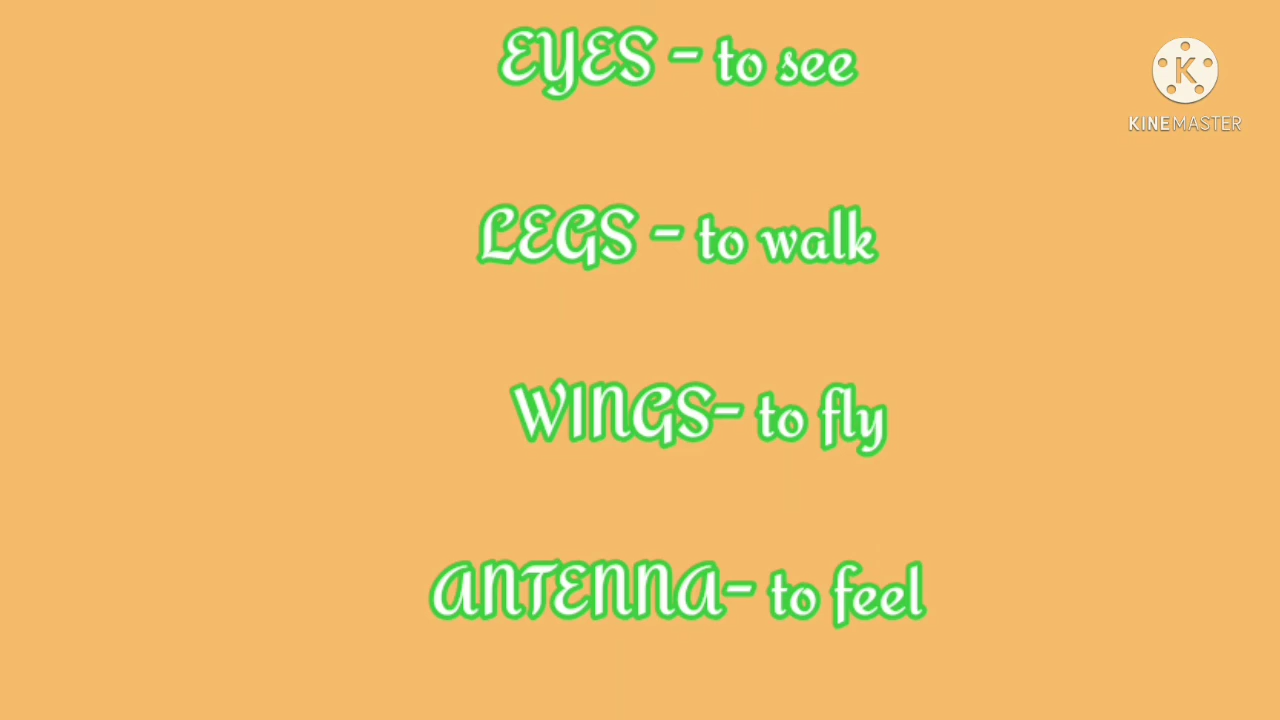 EYES - to see
K
KINEMASTER
LEGS - to walk
WINGS- to fly
ANTENNA- to feel